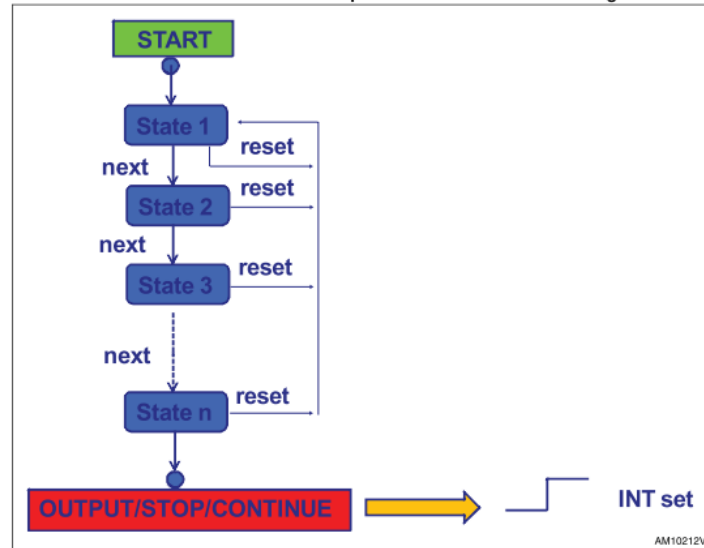 START
State 1
reset
next
State 2
reset
next
State 3
reset
next
State n
reset
OUTPUT/STOP/CONTINUE
INT set
AM10212V